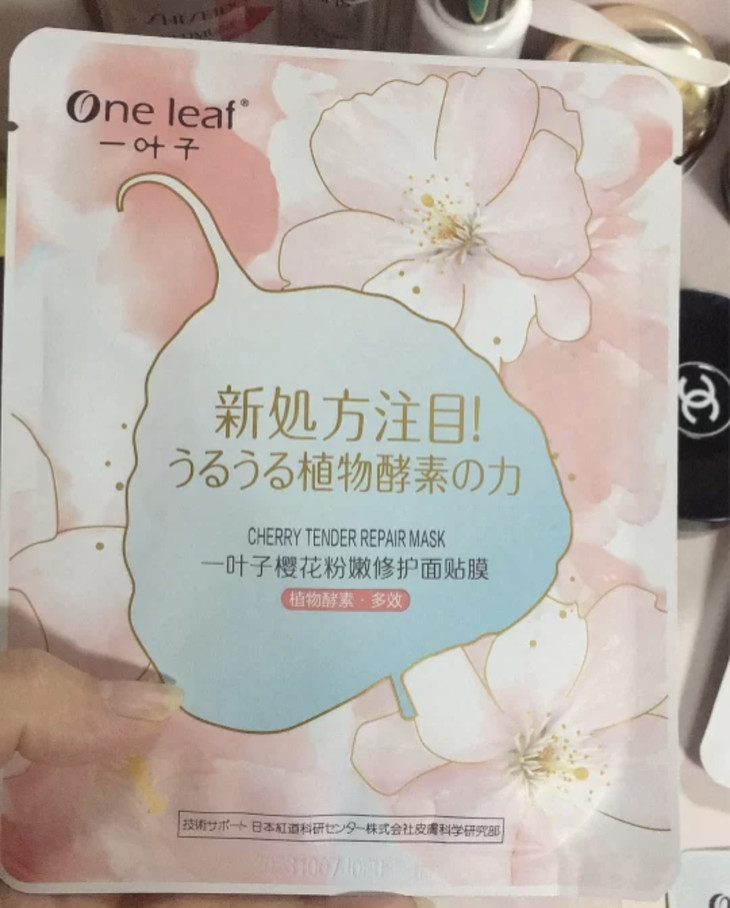 One leaf®
一叶子
新処方注目!
うるうる植物酵素の力
CHERRY TENDER REPAIR MASK
一叶子樱花粉嫩修护面贴膜
植物酵素·多效
技術サポート 日本紅道科研センター株式会社皮膚科学研究部